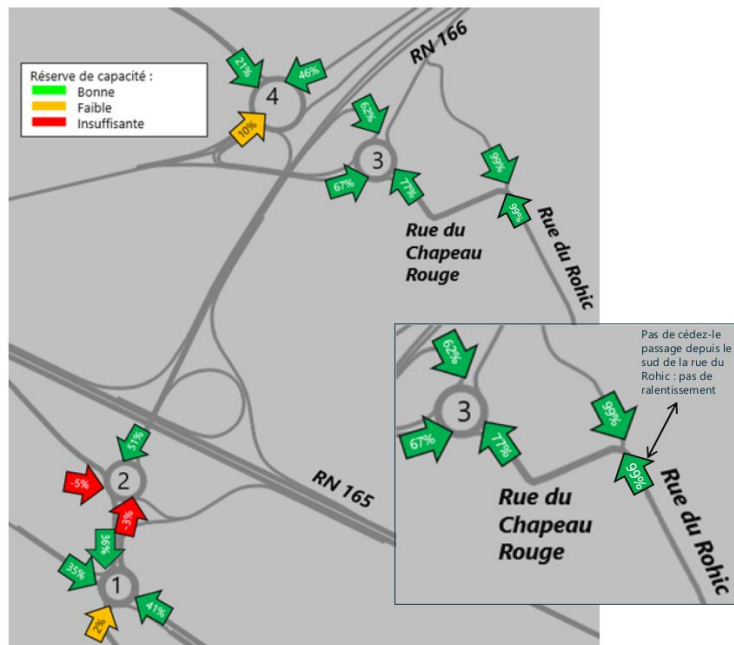 RN 166
Réserve de capacité :
Bonne
Faible
Insuffisante
21%
46%
4
10%
62%
3
67%
77%
99%
99%
Rue du
Chapeau
Rouge
Rue du Rohic
51%
2
-5%
-3%
RN 165
36%
35%
1
41%
2%
Pas de cédez-le
passage depuis le
sud de la rue du
Rohic : pas de
ralentissement
62%
3
67%
77%
99%
99%
Rue du
Chapeau
Rouge
Rue du Rohic